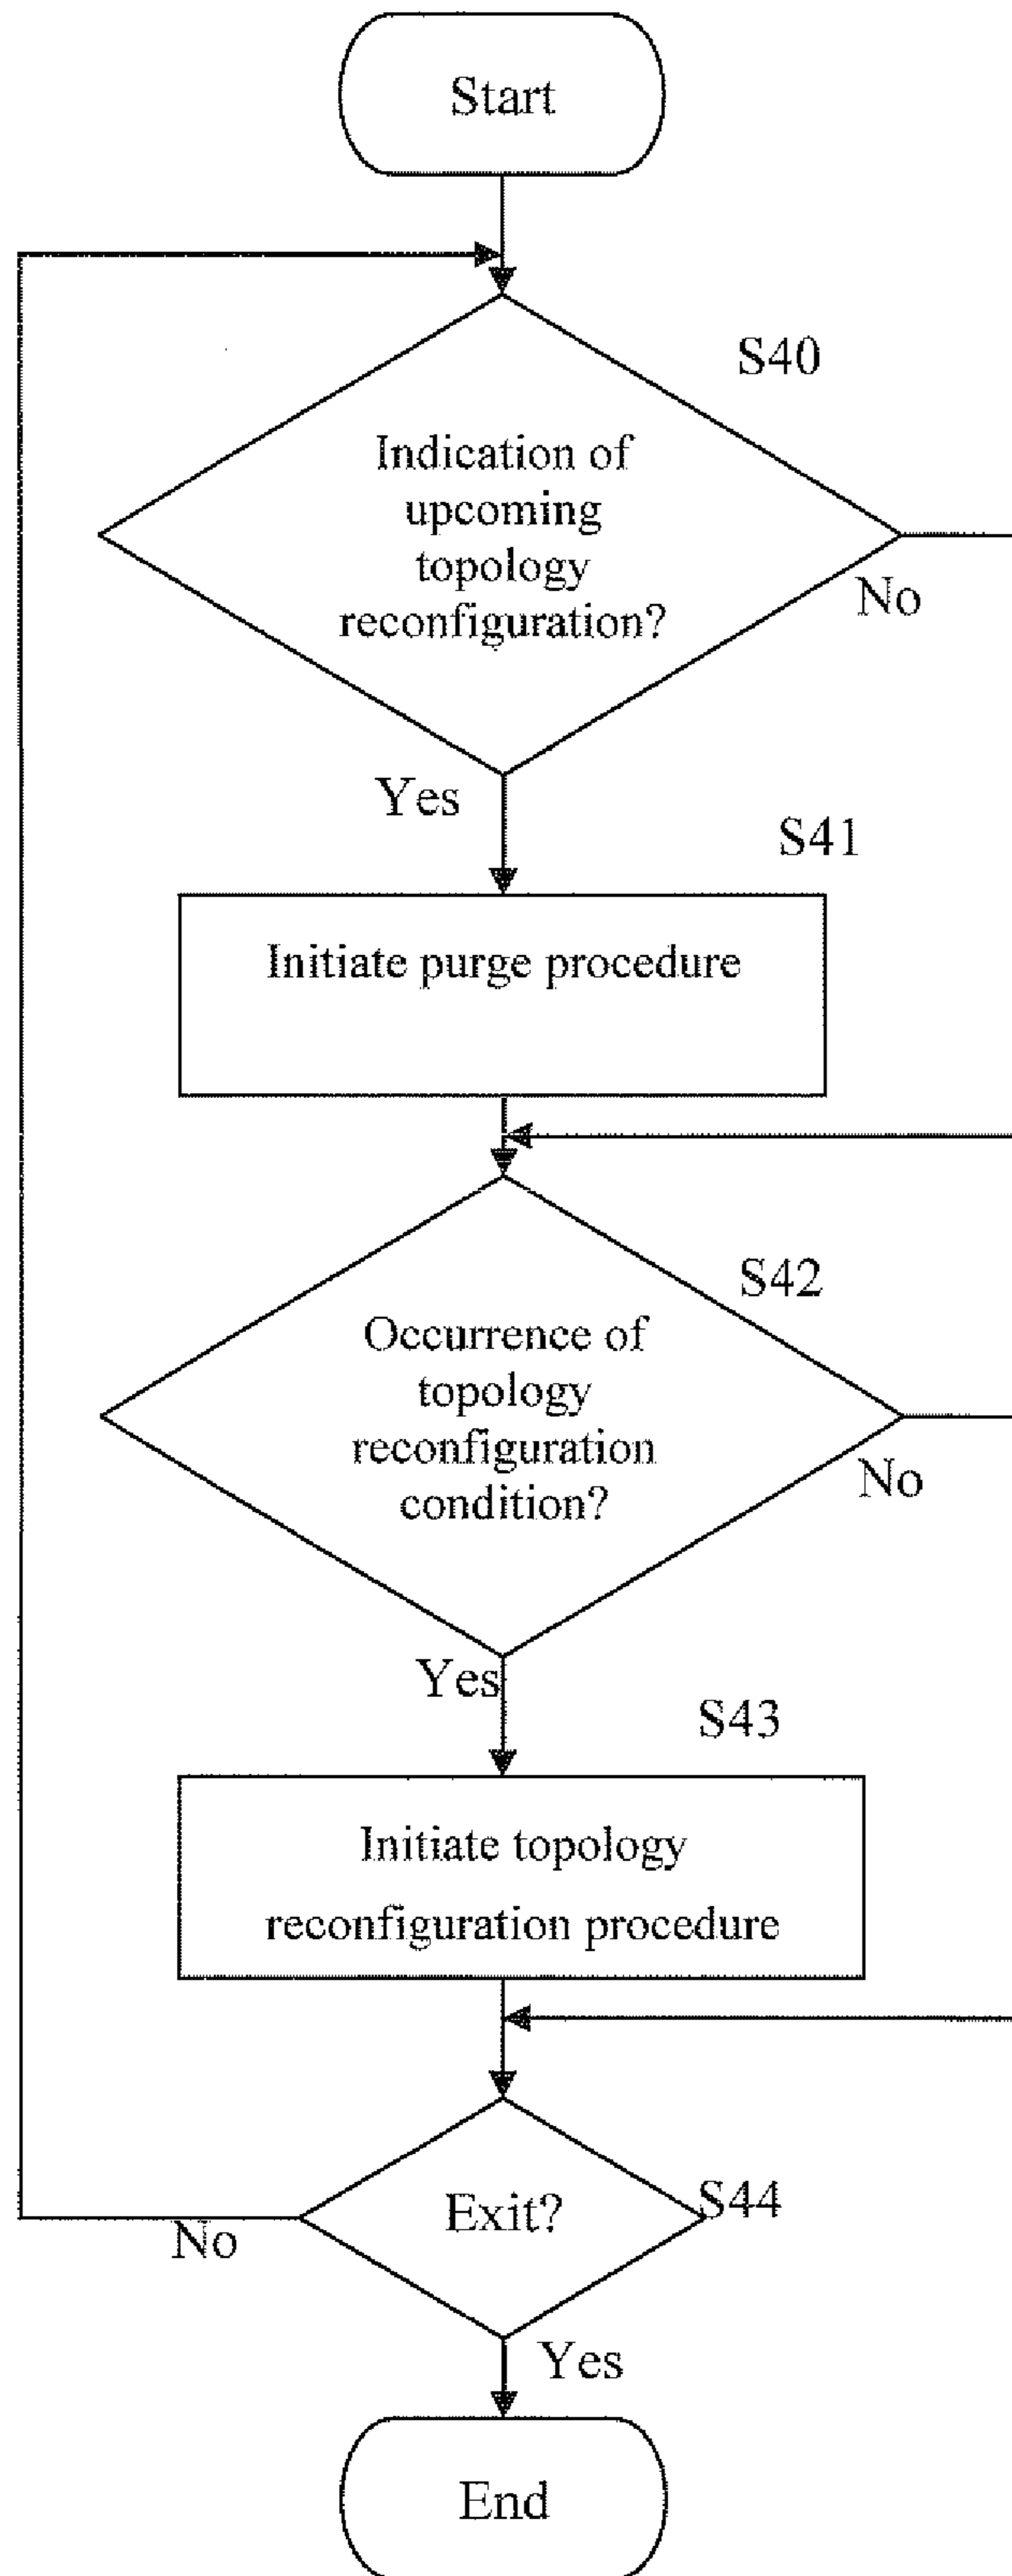 Start
S40
Indication of
upcoming
topology
reconfiguration?
No
Yes
S41
Initiate purge procedure
S42
Occurrence of
topology
reconfiguration
condition?
No
Yes
S43
Initiate topology
reconfiguration procedure
Exit?
S44
No
Yes
End